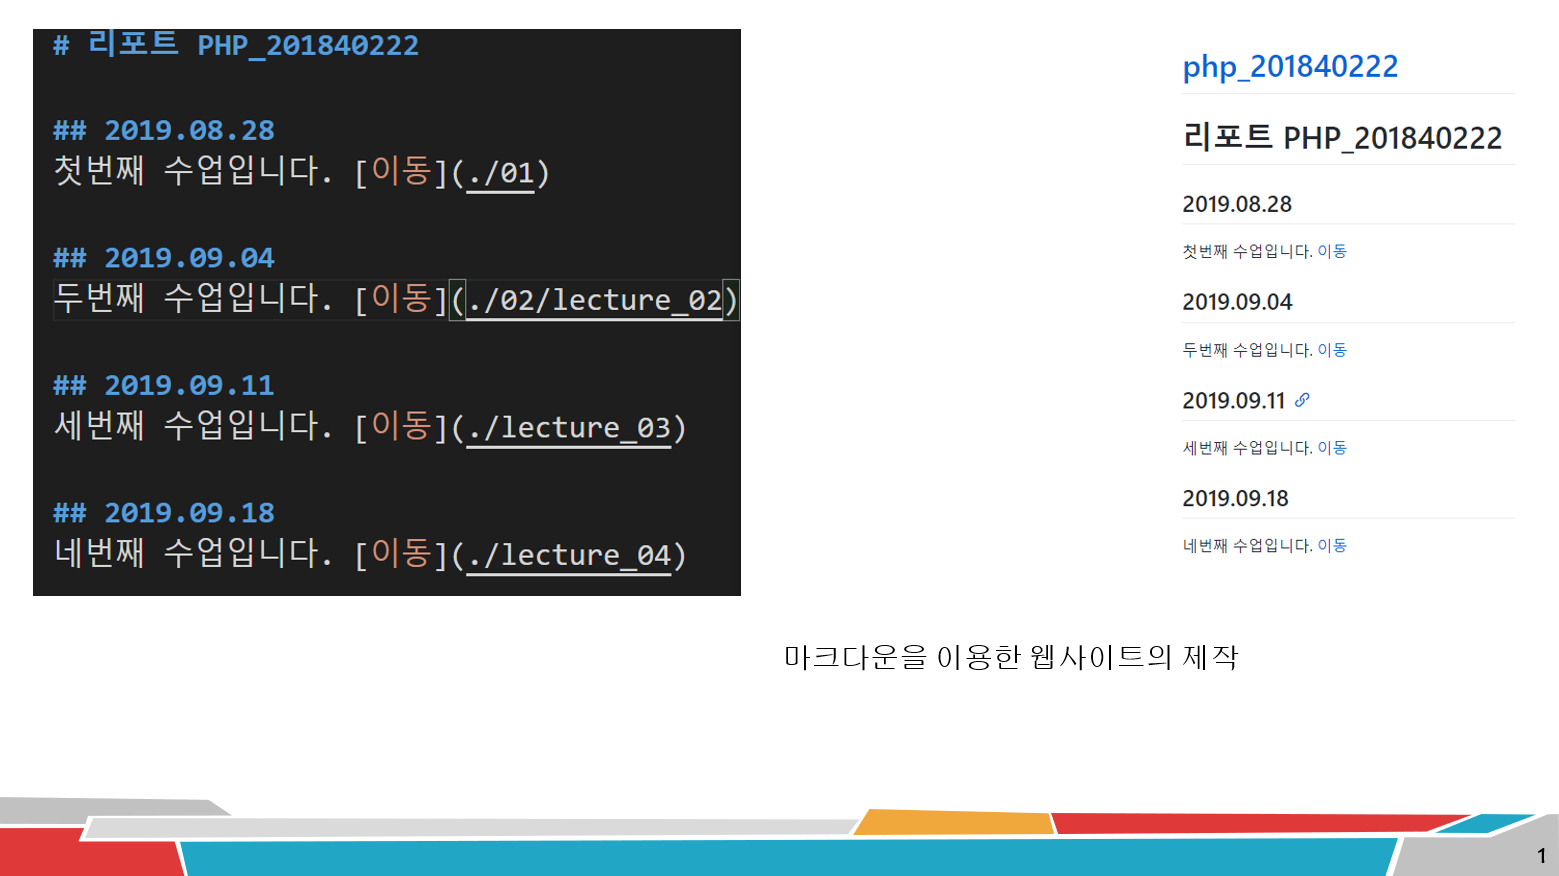 # 리포트 PHP_201840222
## 2019.08.28
첫번째 수업입니다. [이동](./01)
## 2019.09.04
두번째 수업입니다. [이동](./02/lecture_02)
## 2019.09.11
세번째 수업입니다. [이동](./lecture_03)
## 2019.09.18
네번째 수업입니다. [이동](./lecture_04)
php_201840222
리포트 PHP_201840222
2019.08.28
첫번째 수업입니다. 이동
2019.09.04
두번째 수업입니다. 이동
2019.09.11
세번째 수업입니다. 이동
2019.09.18
네번째 수업입니다. 이동
마크다운을 이용한 웹사이트의 제작
1